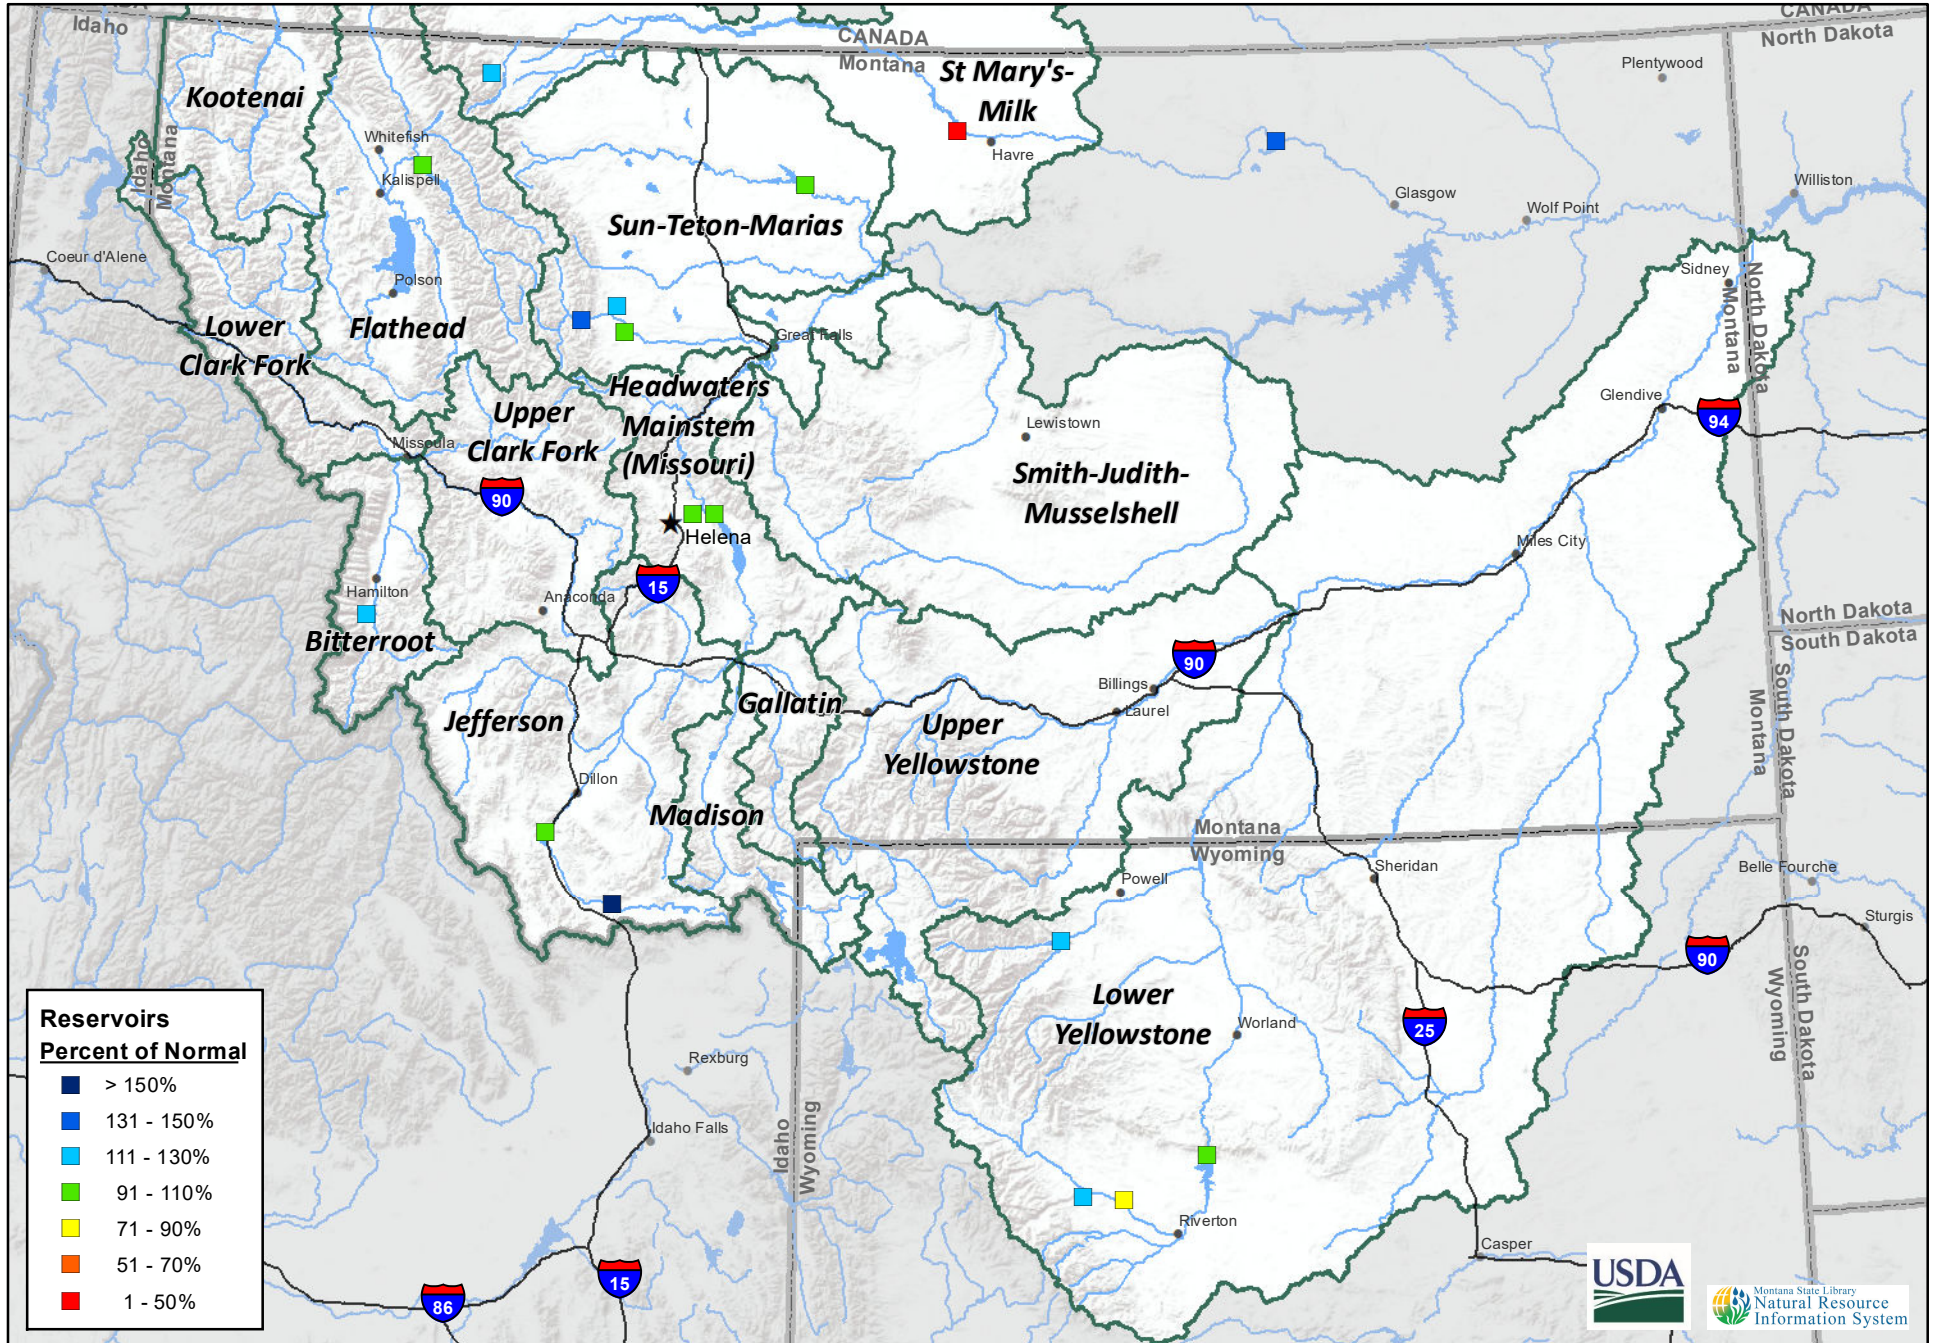 CANADA
Idaho
CANADA
North Dakota
CANADA
Montana
St Mary's-
Milk
Plentywood
Kootenai
Whitefish
Havre
Idaho
Montana
Kalispell
Glasgow
Williston
Wolf Point
Sun-Teton-Marias
Coeur d'Alene
Polson
Sidney
North Dakota
Montana
Lower
Clark Fork
Flathead
Great Falls
Headwaters
Mainstem
(Missouri)
Upper
Clark Fork
Glendive
94
Lewistown
Missoula
Smith-Judith-
Musselshell
90
Helena
Miles City
15
Hamilton
Anaconda
North Dakota
South Dakota
Bitterroot
90
Billings
Laurel
Gallatin
Jefferson
Upper
Yellowstone
South Dakota
Montana
Dillon
Madison
Montana
Wyoming
Sheridan
Belle Fourche
Powell
Sturgis
90
South Dakota
Wyoming
Lower
Yellowstone
Worland
25
Rexburg
Idaho Falls
Idaho
Wyoming
Riverton
Casper
15
86
Reservoirs
Percent of Normal
> 150%
131 - 150%
111 - 130%
91 - 110%
71 - 90%
51 - 70%
1 - 50%
USDA
Montana State Library
Natural Resource
Information System